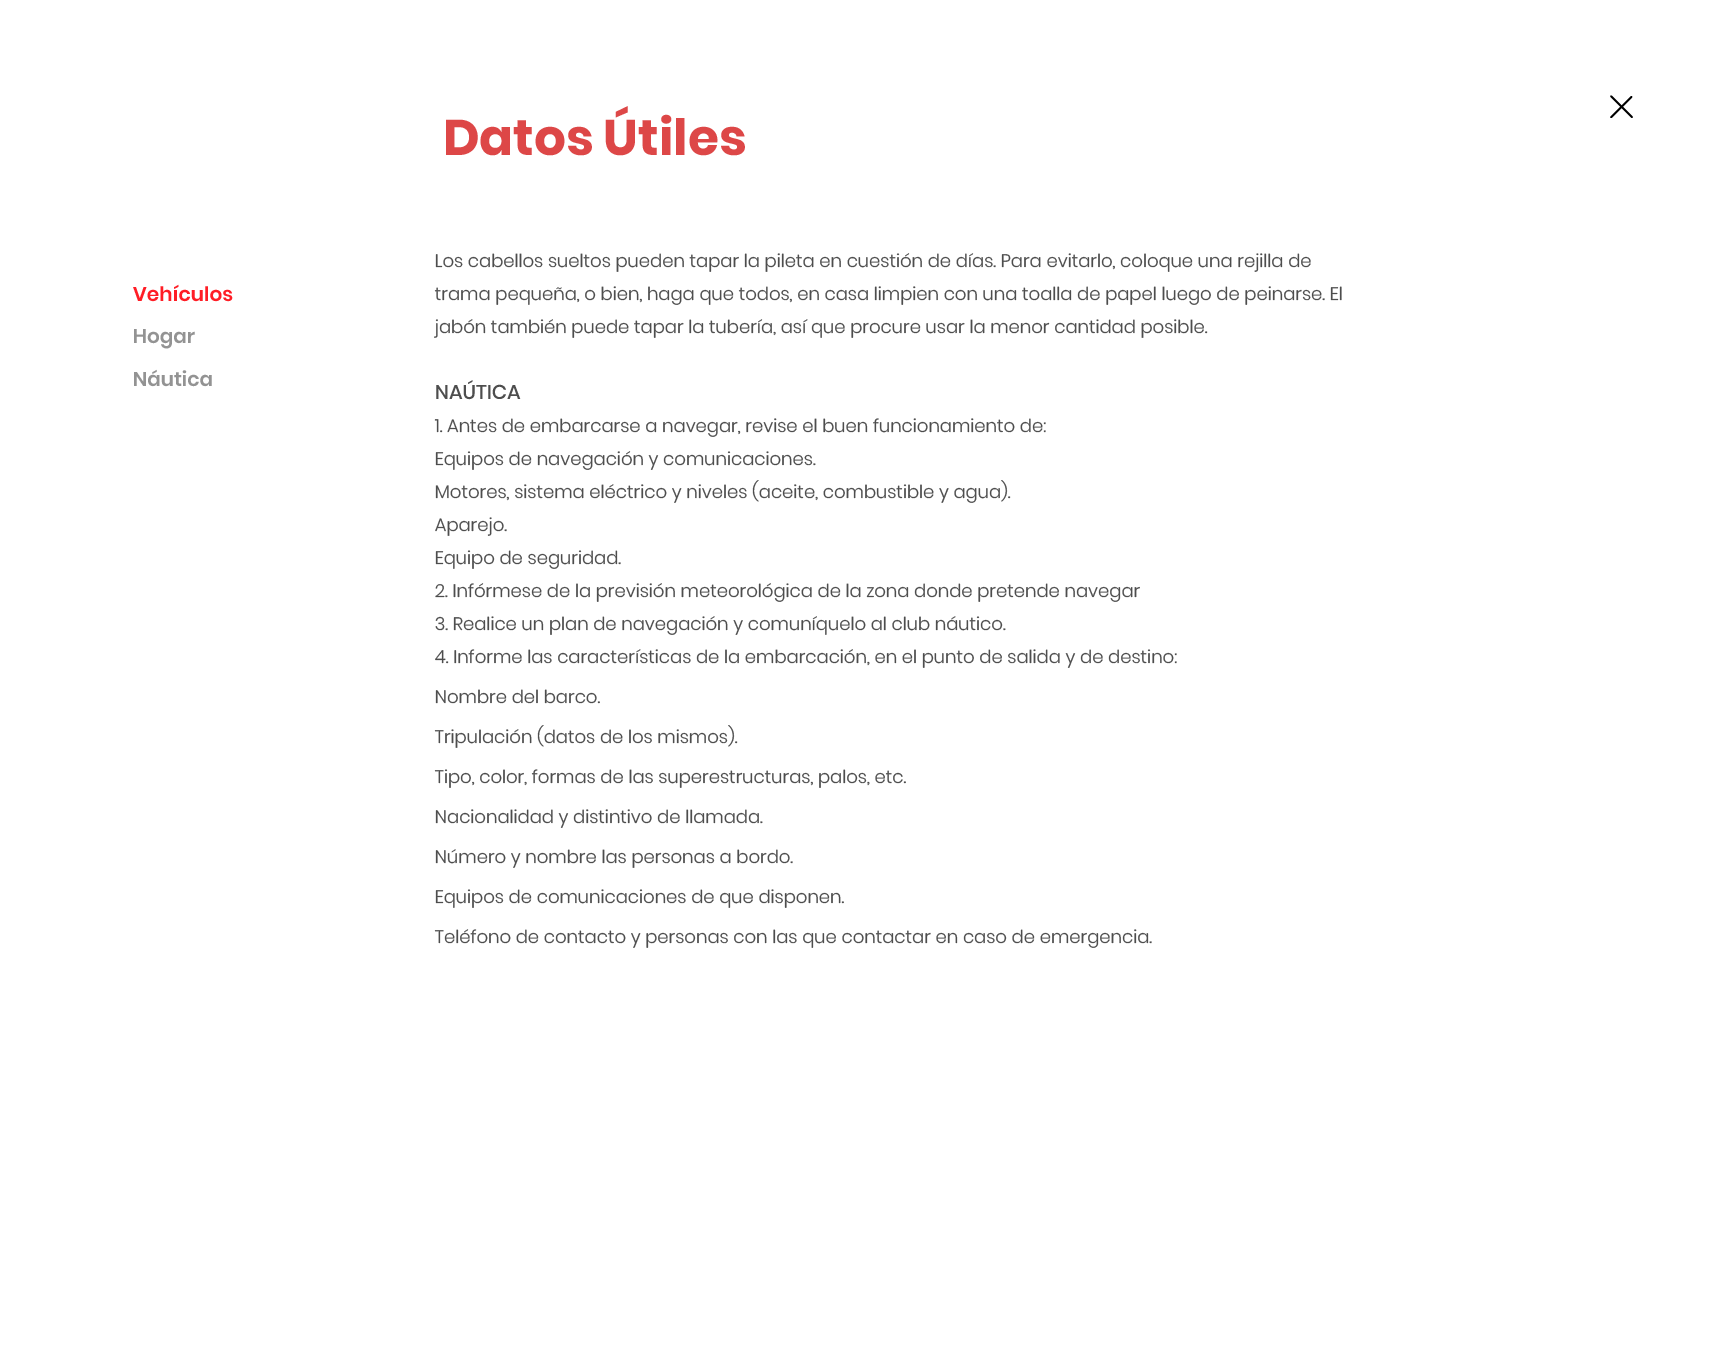 Datos Útiles
Vehículos
Hogar
Náutica
Los cabellos sueltos pueden tapar la pileta en cuestión de días. Para evitarlo, coloque una rejilla de
trama pequeña, o bien, haga que todos, en casa limpien con una toalla de papel luego de peinarse. El
jabón también puede tapar la tubería, así que procure usar la menor cantidad posible.
NAÚTICA
1. Antes de embarcarse a navegar, revise el buen funcionamiento de:
Equipos de navegación y comunicaciones.
Motores, sistema eléctrico y niveles (aceite, combustible y agua).
Aparejo.
Equipo de seguridad.
2. Infórmese de la previsión meteorológica de la zona donde pretende navegar
3. Realice un plan de navegación y comuníquelo al club náutico.
4. Informe las características de la embarcación, en el punto de salida y de destino:
Nombre del barco.
Tripulación (datos de los mismos).
Tipo, color, formas de las superestructuras, palos, etc.
Nacionalidad y distintivo de llamada.
Número y nombre las personas a bordo.
Equipos de comunicaciones de que disponen.
Teléfono de contacto y personas con las que contactar en caso de emergencia.